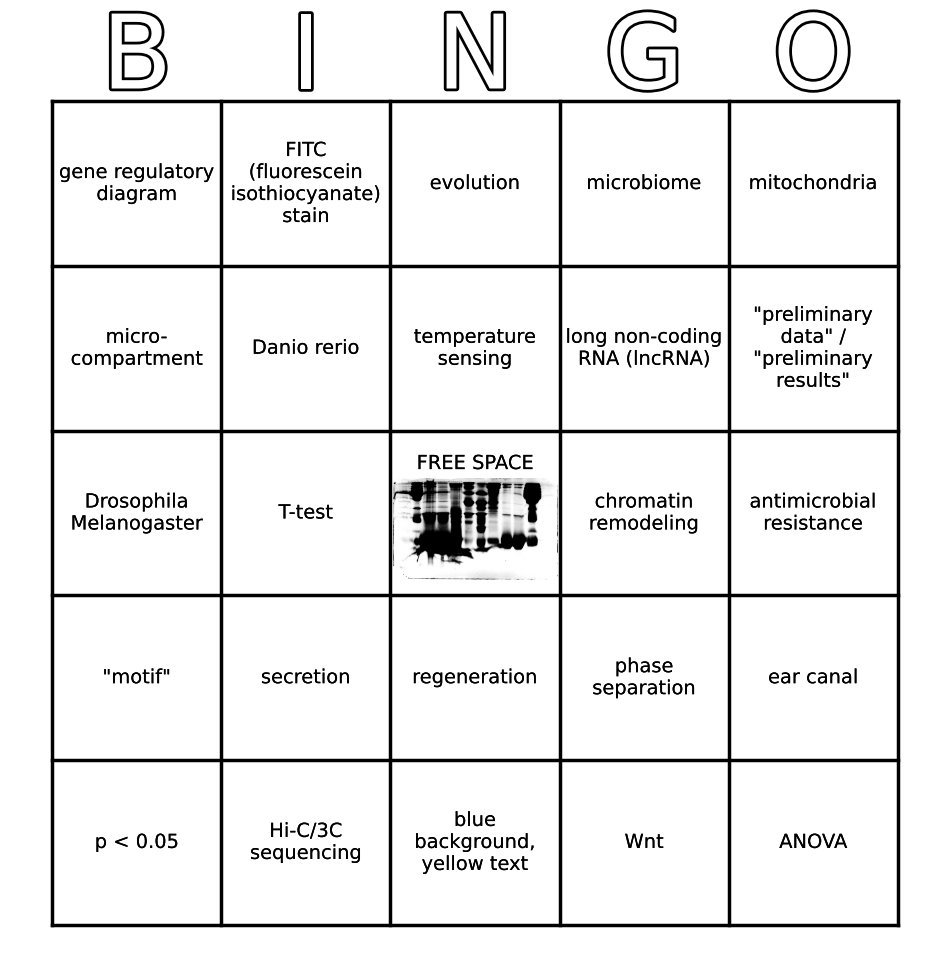 B I N G O
gene regulatory
diagram
FITC
(fluorescein
isothiocyanate)
stain
evolution
microbiome
mitochondria
micro-
compartment
Danio rerio
temperature
sensing
long non-coding
RNA (lncRNA)
"preliminary
data" /
"preliminary
results"
Drosophila
Melanogaster
T-test
FREE SPACE
chromatin
remodeling
antimicrobial
resistance
"motif"
secretion
regeneration
phase
separation
ear canal
p < 0.05
Hi-C/3C
sequencing
blue
background,
yellow text
Wnt
ANOVA